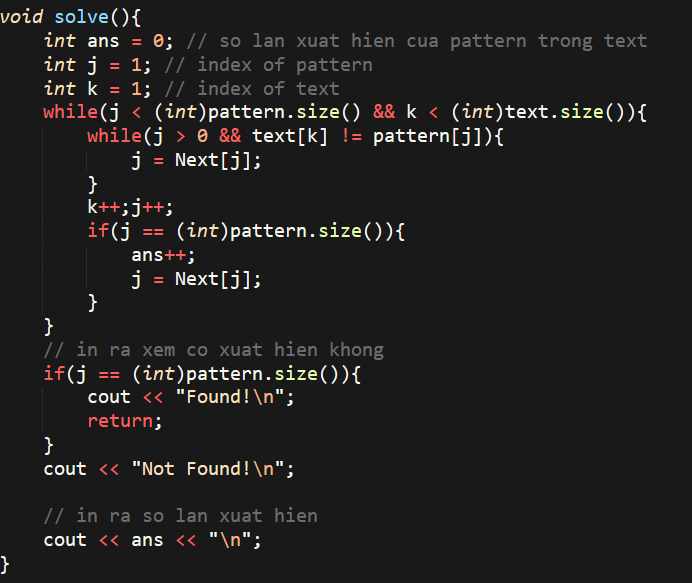 void solve(){
    int ans = 0; // so lan xuat hien cua pattern trong text
    int j = 1; // index of pattern
    int k = 1; // index of text
    while(j < (int)pattern.size() && k < (int)text.size()){
        while(j > 0 && text[k] != pattern[j]){
            j = Next[j];
        }
        k++;j++;
        if(j == (int)pattern.size()){
            ans++;
            j = Next[j];
        }
    }
    // in ra xem co xuat hien khong
    if(j == (int)pattern.size()){
        cout << "Found!\n";
        return;
    }
    cout << "Not Found!\n";

    // in ra so lan xuat hien
    cout << ans << "\n";
}